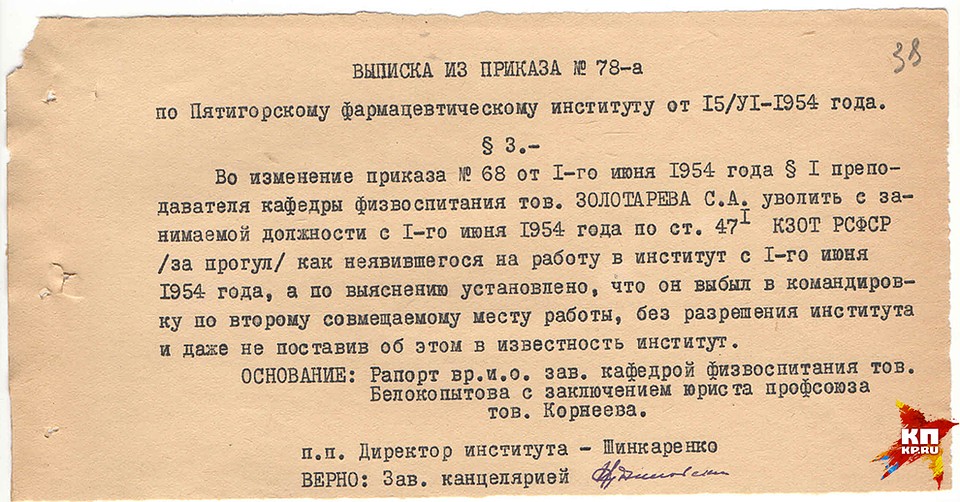 38
ВЫПИСКА ИЗ ПРИКАЗА № 78-а
по Пятигорскому фармацевтическому институту от I5/УI-I954 года.
§ 3.-
Во изменение приказа № 68 от I-го июня I954 года § I препо-
давателя кафедры физвоспитания тов. ЗОЛОТАРЕВА С.А. уволить с за-
нимаемой должности с I-го июня I954 года по ст. 47I КЗОТ РСФСР
/за прогул/ как неявившегося на работу в институт с I-го июня
I954 года, а по выяснению установлено, что он выбыл в командиров-
ку по второму совмещаемому месту работы, без разрешения института
и даже не поставив об этом в известность институт.
ОСНОВАНИЕ: Рапорт вр.и.о. зав. кафедрой физвоспитания тов.
Белокопытова с заключением юриста профсоюза
тов. Корнеева.
п.п. Директор института - Шинкаренко
ВЕРНО: Зав. канцелярией
КП
KP.RU